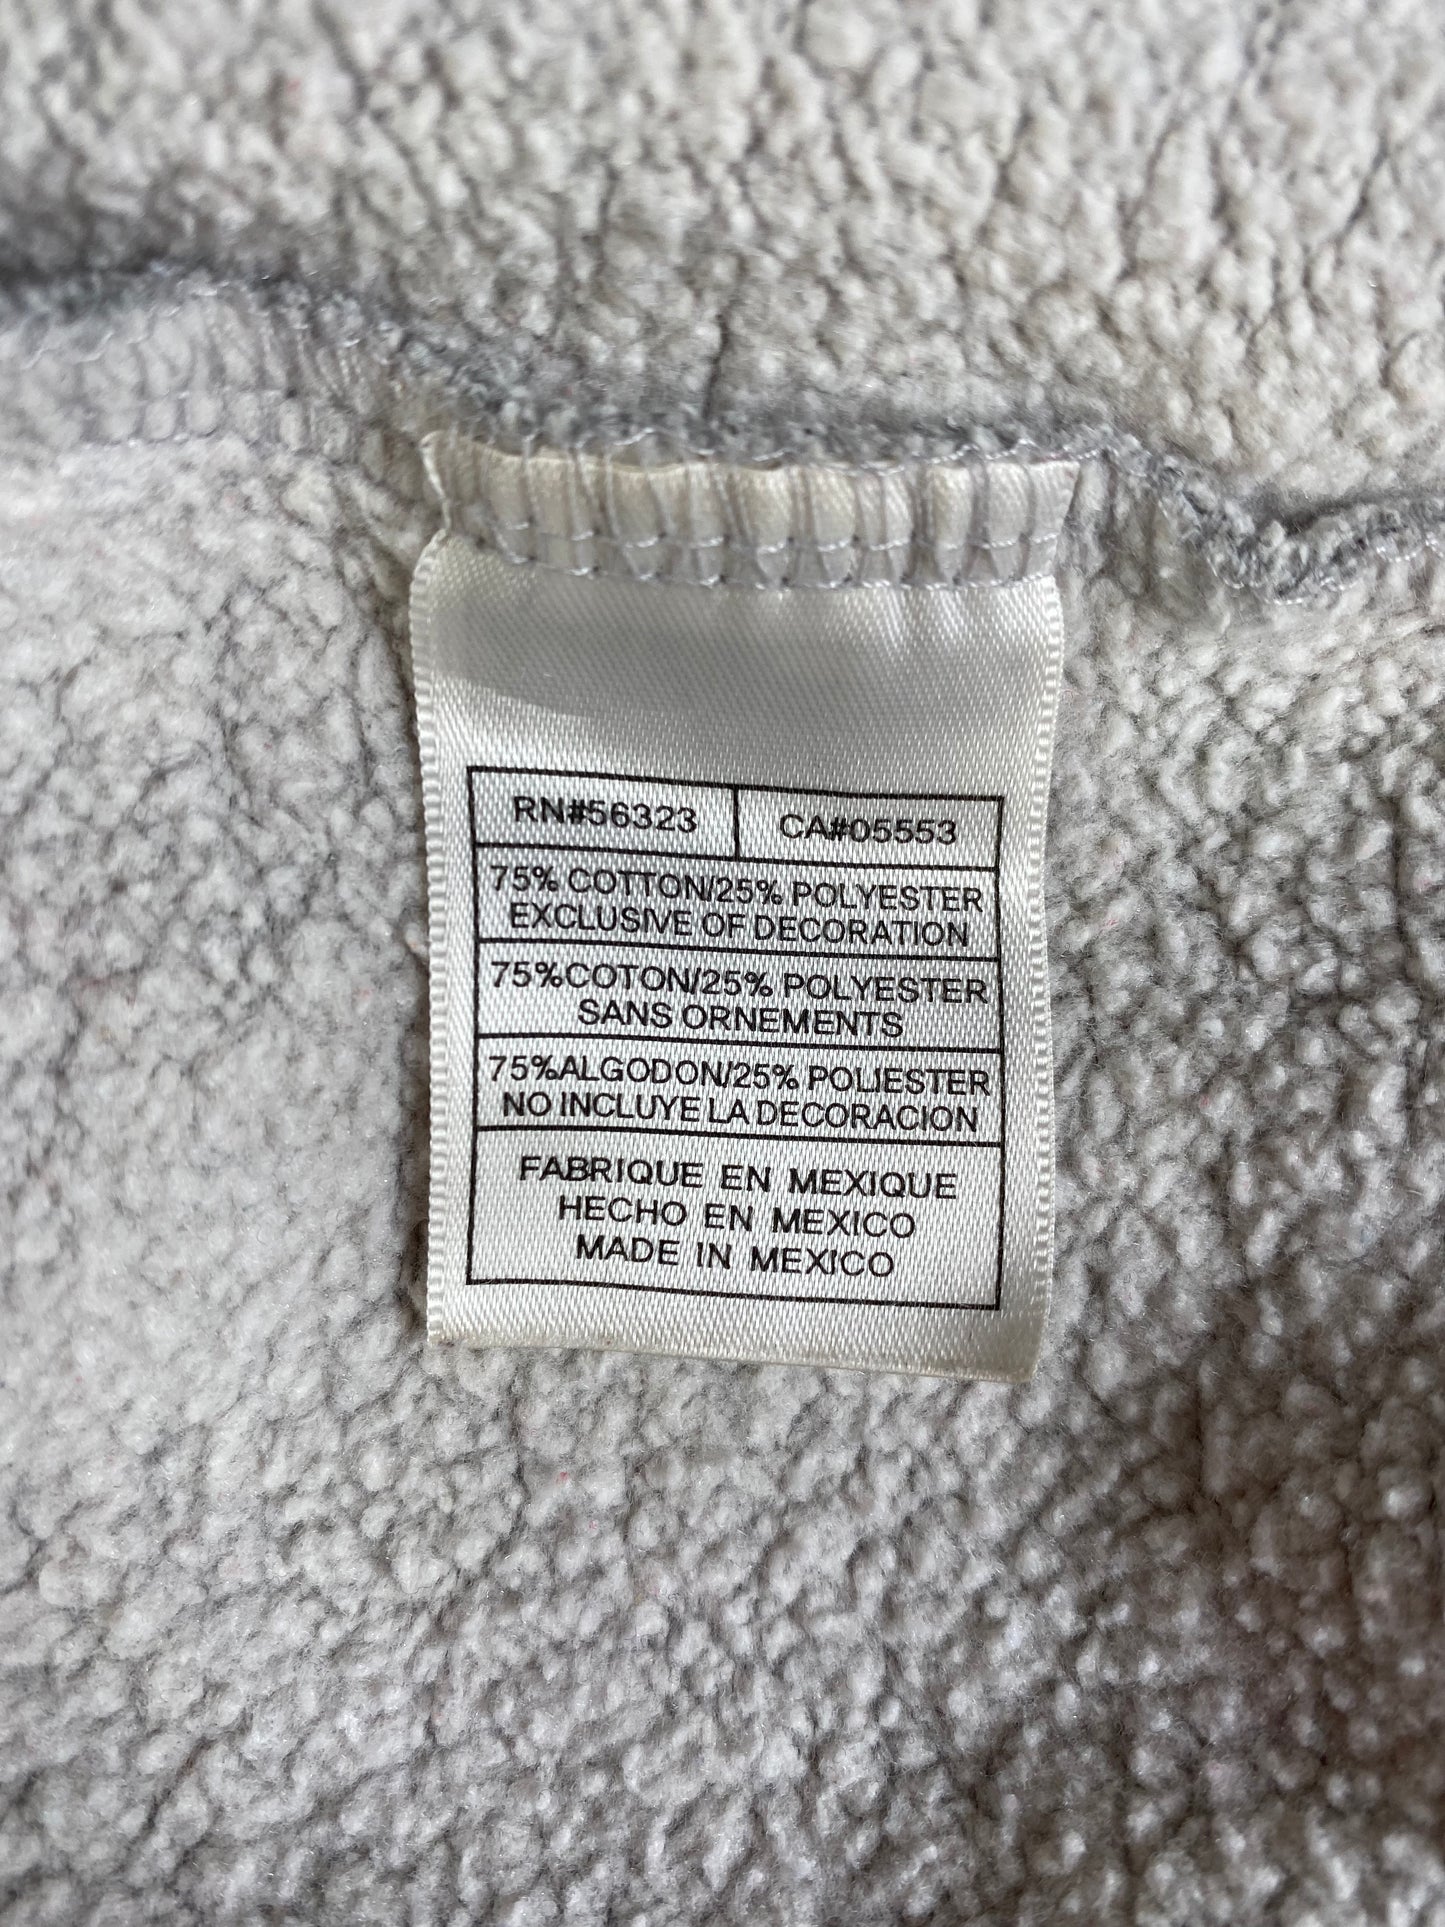 RN#56323 CA#05553
75% COTTON/25% POLYESTER
EXCLUSIVE OF DECORATION
75%COTON/25% POLYESTER
SANS ORNEMENTS
75%ALGODON/25% POLIESTER
NO INCLUYE LA DECORACION
FABRIQUE EN MEXIQUE
HECHO EN MEXICO
MADE IN MEXICO